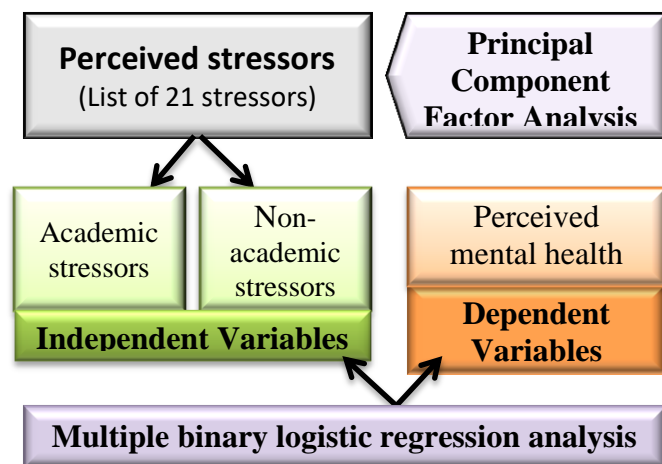 Perceived stressors
(List of 21 stressors)
Principal
Component
Factor Analysis
Academic
stressors
Non-
academic
stressors
Perceived
mental health
Independent Variables
Dependent
Variables
Multiple binary logistic regression analysis